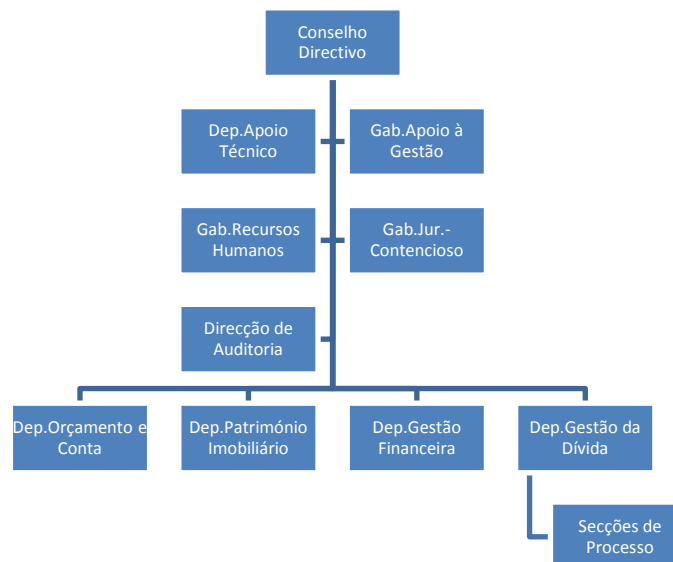 Conselho
Directivo
Dep.Apoio
Técnico
Gab.Apoio à
Gestão
Gab.Recursos
Humanos
Gab.Jur.-
Contencioso
Direcção de
Auditoria
Dep.Orçamento e
Conta
Dep.Património
Imobiliário
Dep.Gestão
Financeira
Dep.Gestão da
Dívida
Secções de
Processo